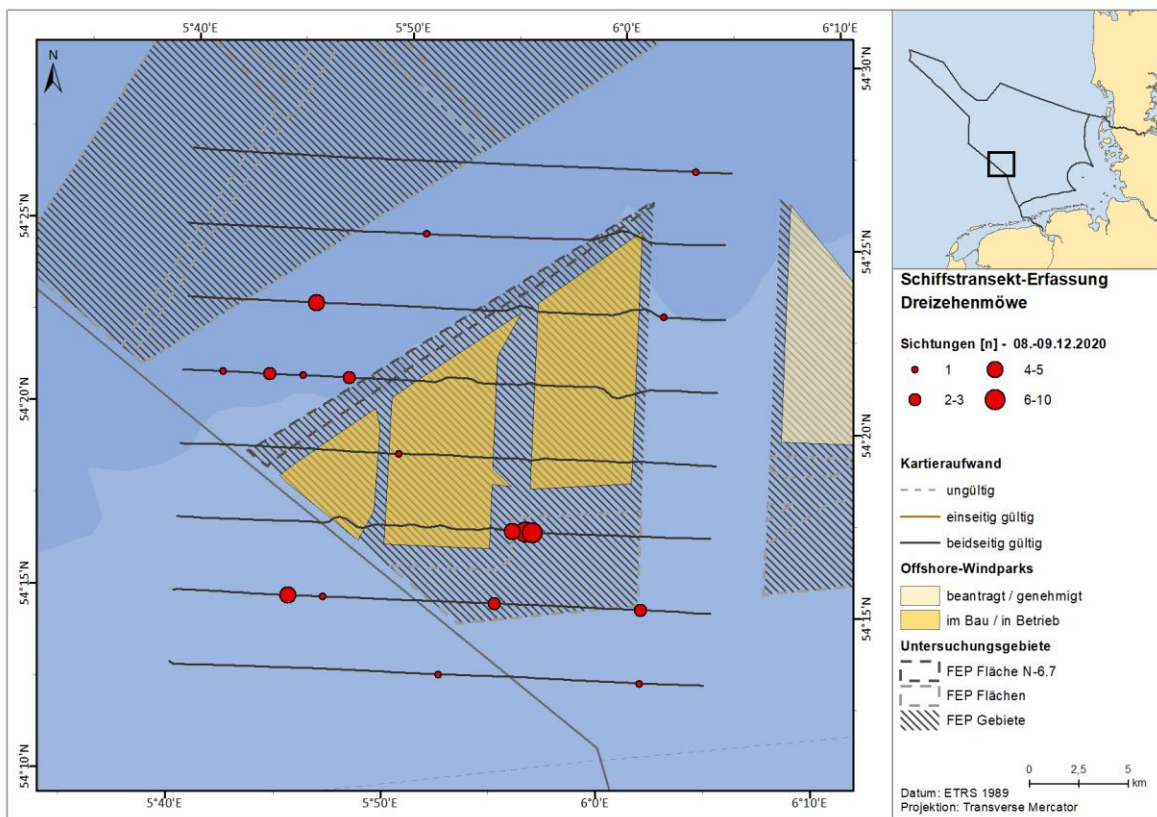 5°40'E
5°50'E
6°0'E
6°10'E
N
54°30'N
54°25'N
54°25'N
54°20'N
54°20'N
54°15'N
54°15'N
54°10'N
5°40'E
5°50'E
6°0'E
6°10'E
Schiffstransekt-Erfassung
Dreizehenmöwe
Sichtungen [n] - 08.-09.12.2020
1
4-5
2-3
6-10
Kartieraufwand
ungültig
einseitig gültig
beidseitig gültig
Offshore-Windparks
beantragt / genehmigt
im Bau / in Betrieb
Untersuchungsgebiete
FEP Fläche N-6.7
FEP Flächen
FEP Gebiete
0 2,5 5
km
Datum: ETRS 1989
Projektion: Transverse Mercator